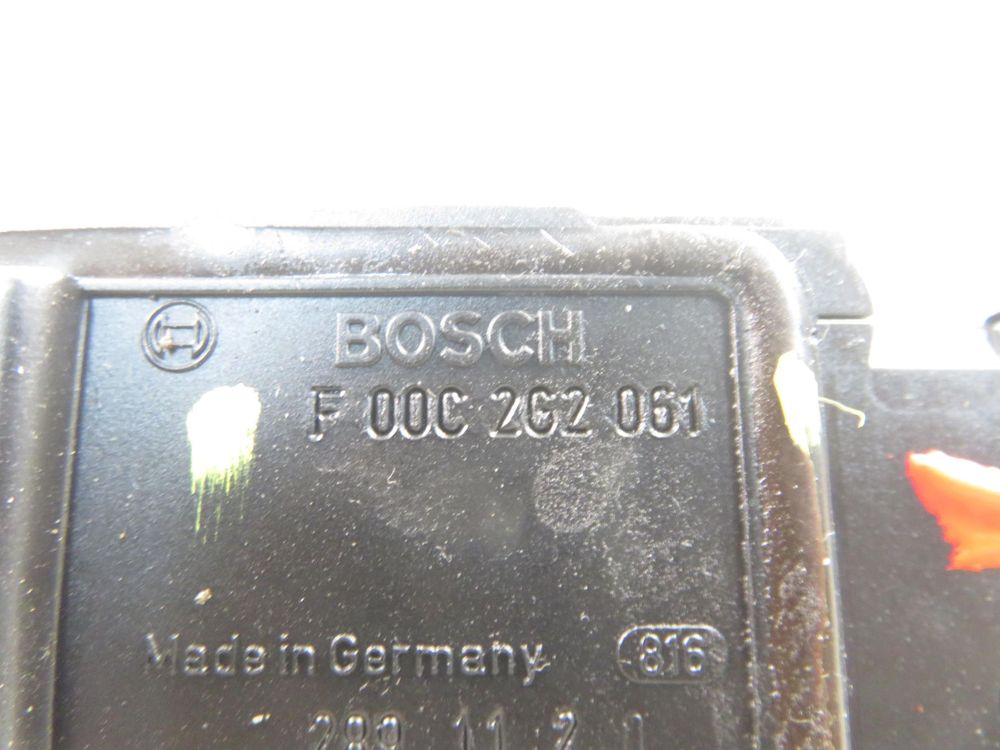 BOSCH
F 00C 2G2 061
Made in Germany 816